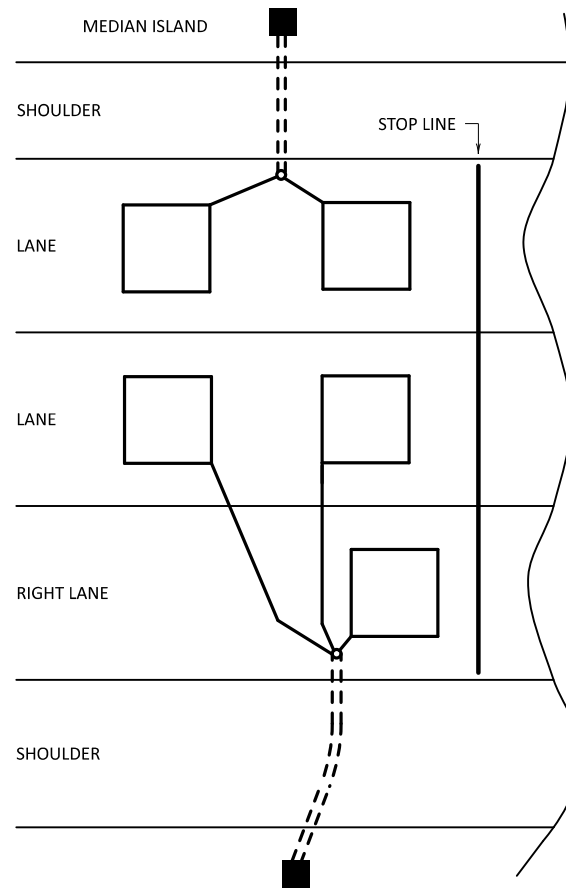 MEDIAN ISLAND
SHOULDER
STOP LINE
LANE
LANE
RIGHT LANE
SHOULDER